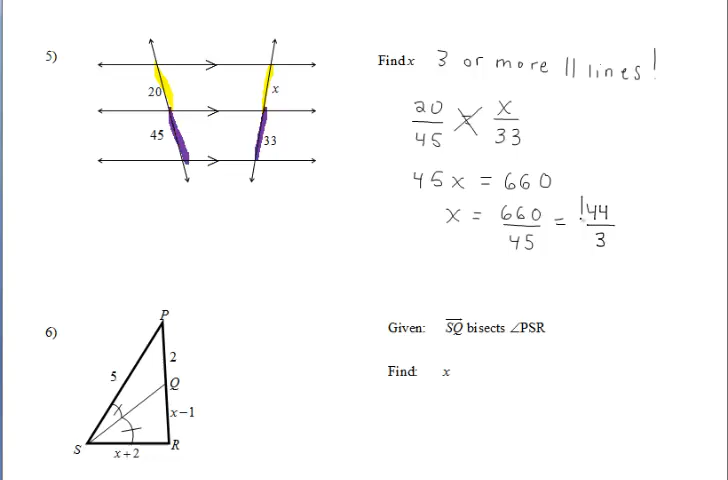 5)
20
x
45
33
Find x 3 or more || lines!
20/45 = x/33
45x = 660
x = 660/45 = 44/3
6)
P
5
2
Q
x−1
S
x+2
R
Given: SQ bisects ∠PSR
Find: x